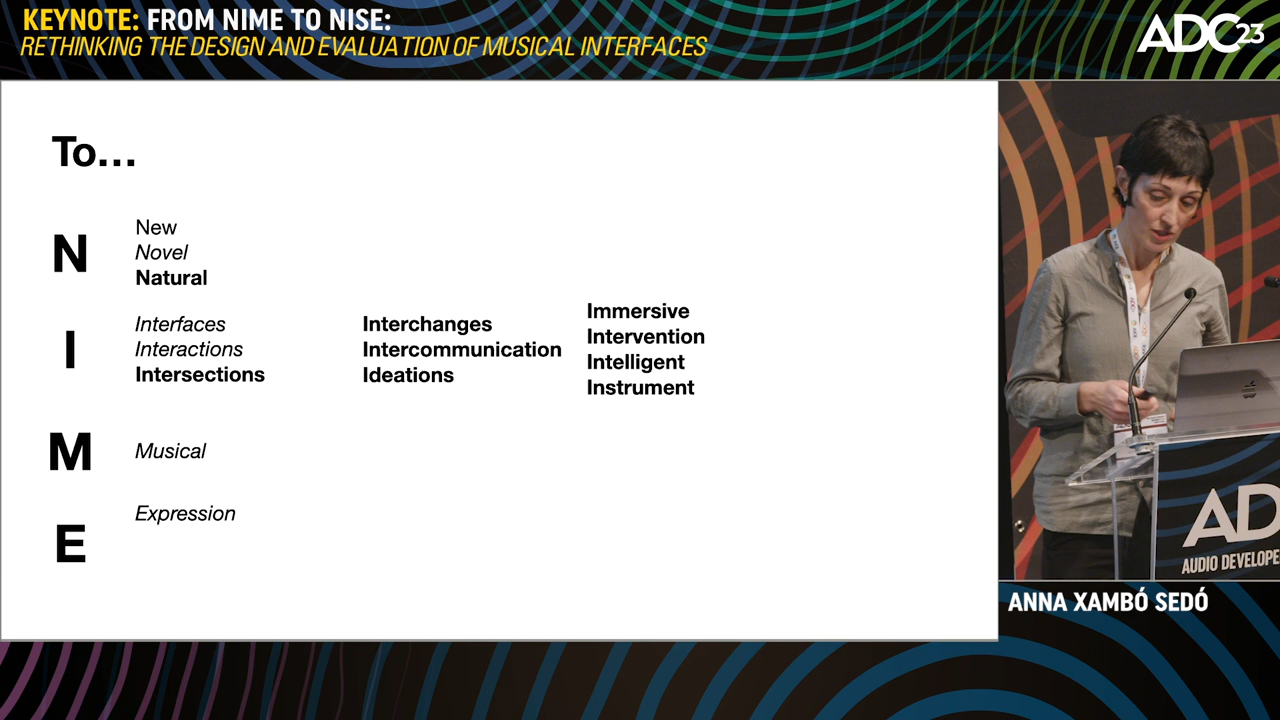 KEYNOTE: FROM NIME TO NISE:
RETHINKING THE DESIGN AND EVALUATION OF MUSICAL INTERFACES
ADC23
To...
N
New
Novel
Natural
I
Interfaces
Interactions
Intersections
Interchanges
Intercommunication
Ideations
Immersive
Intervention
Intelligent
Instrument
M
Musical
E
Expression
AD
AUDIO DEVELOPE
ANNA XAMBÓ SEDÓ